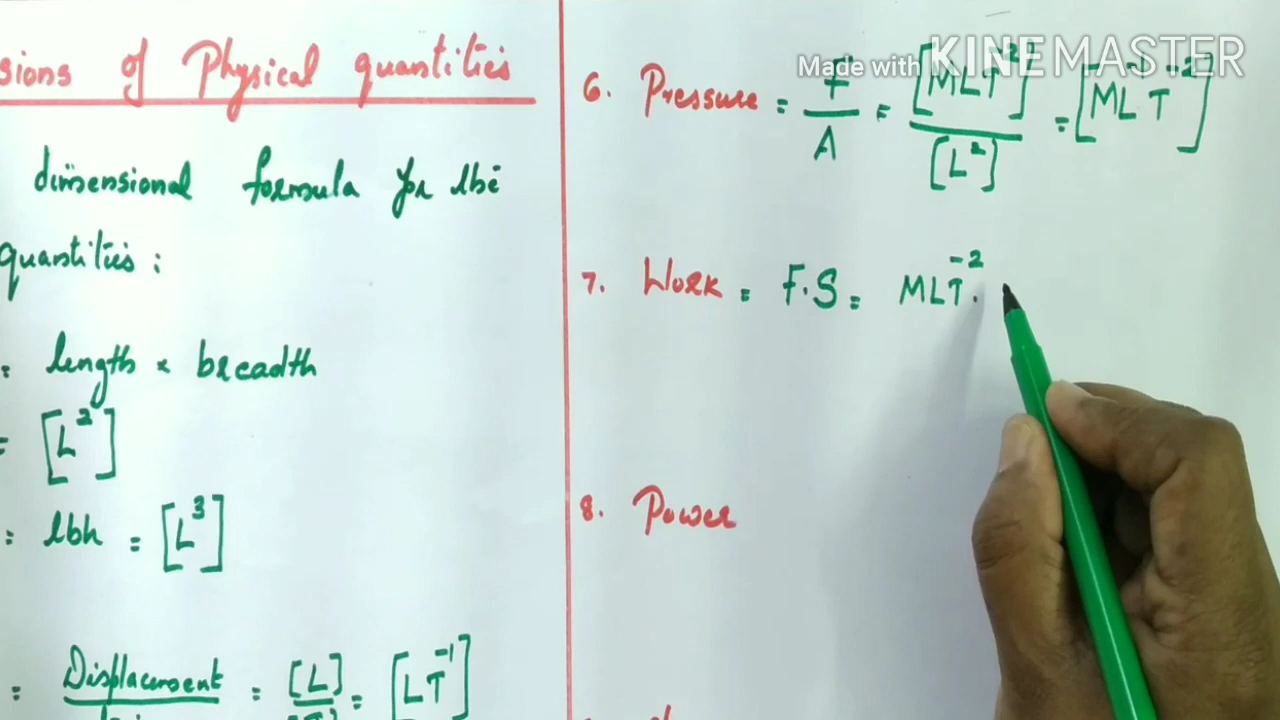 sions of Physical quantities
dimensional formula for the
quantities :
= length × breadth
= [L²]
= lbh = [L³]
= Displacement = [L] = [LT⁻¹]
Made with KINEMASTER
6. Pressure = F/A = [MLT⁻²]/[L²] = [ML⁻¹T⁻²]
7. Work = F.S = MLT⁻².
8. Power